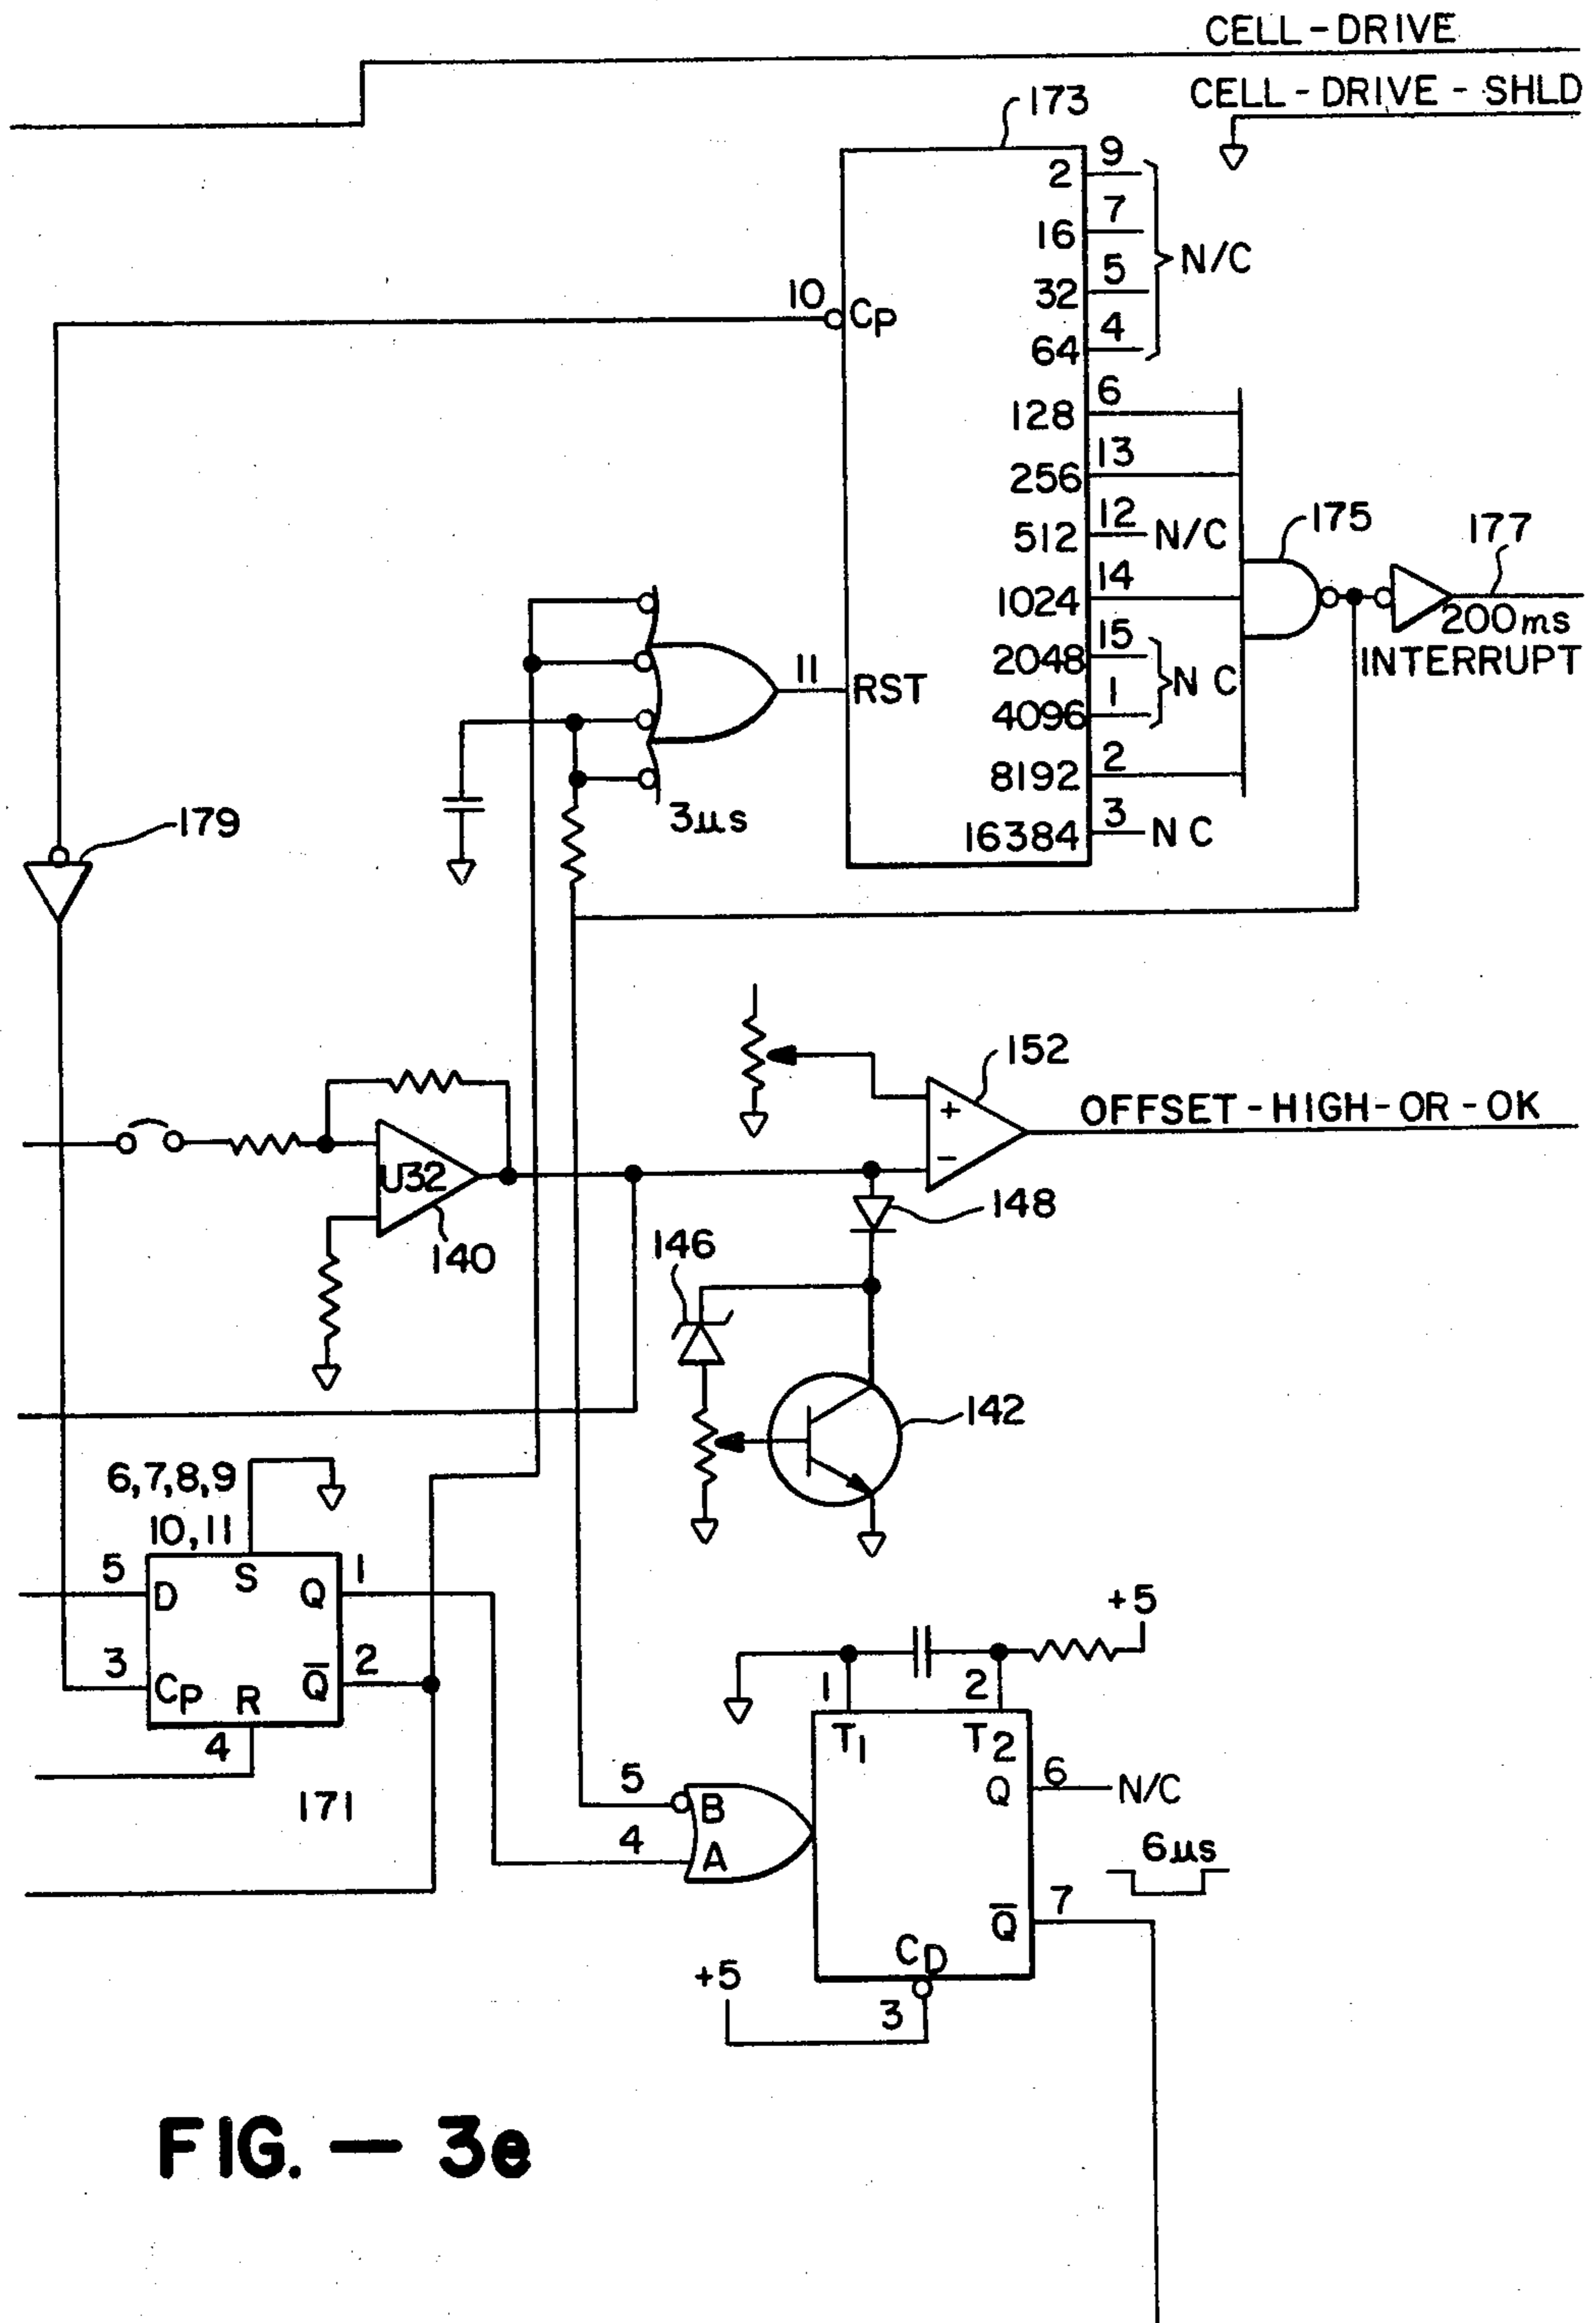 CELL-DRIVE
CELL-DRIVE-SHLD
173
2 9
16 7
N/C
32 5
10 CP
64 4
128 6
256 13
512 12 N/C
175
177
1024 14
200ms
INTERRUPT
2048 15
N C
4096 1
11 RST
8192 2
3μs
16384 3 N C
179
152
+
-
OFFSET-HIGH-OR-OK
U32
140
148
146
142
6,7,8,9
10,11
5 D S Q 1
3 CP R Q̅ 2
4
171
+5
1 2
T1 T2
Q 6 N/C
5 B
4 A
6μs
Q̅ 7
CD
+5
3
FIG. — 3e